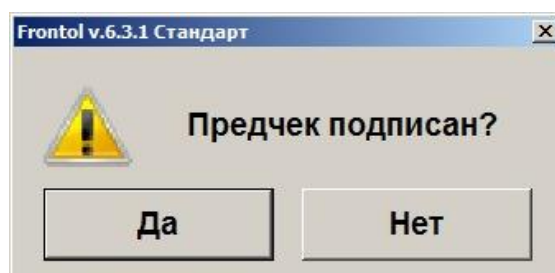 Frontol v.6.3.1 Стандарт
Предчек подписан?
Да Нет